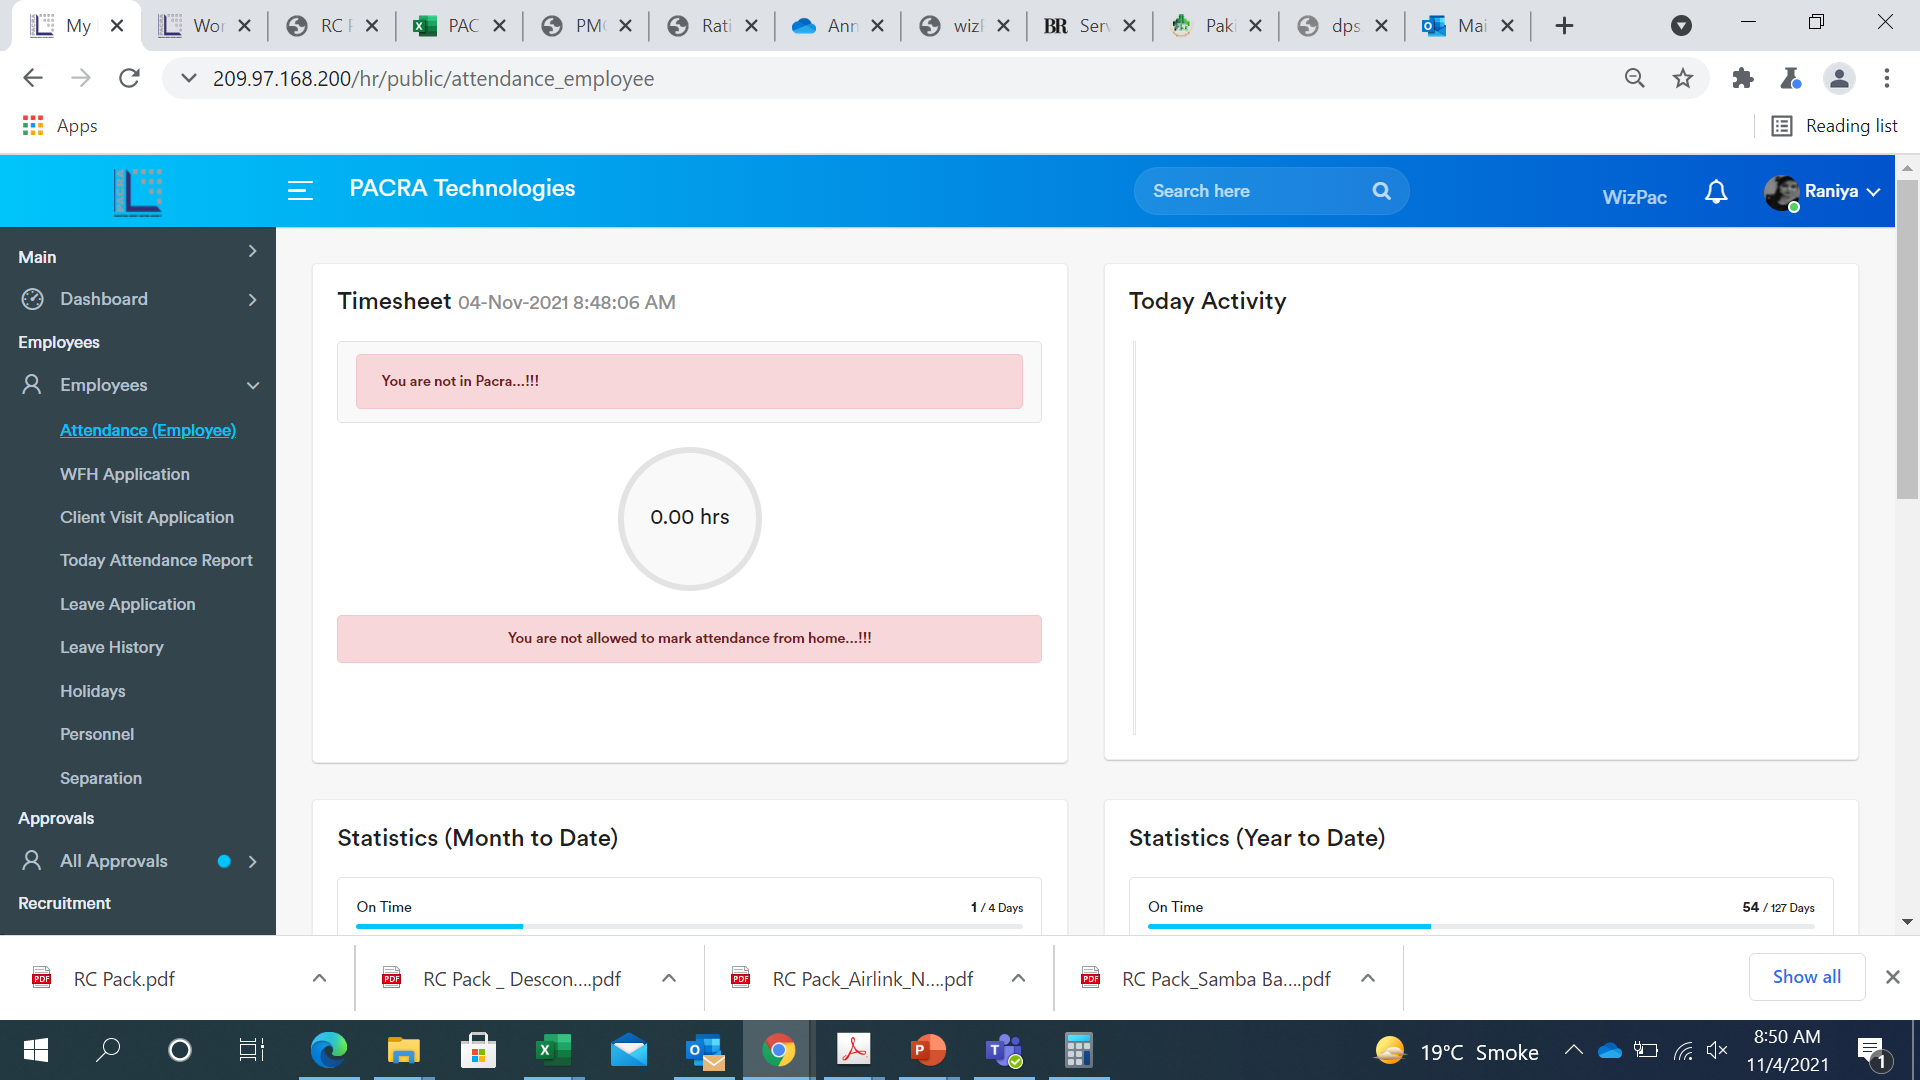 My
Wor
RC F
PAC
PM
Rati
Ann
wizl
BR Serv
Paki
dps
Mai
209.97.168.200/hr/public/attendance_employee
Apps
Reading list
PACRA
PACRA Technologies
Search here
WizPac
Raniya
Main
Dashboard
Employees
Employees
Attendance (Employee)
WFH Application
Client Visit Application
Today Attendance Report
Leave Application
Leave History
Holidays
Personnel
Separation
Approvals
All Approvals
Recruitment
Timesheet 04-Nov-2021 8:48:06 AM
You are not in Pacra...!!!
0.00 hrs
You are not allowed to mark attendance from home...!!!
Today Activity
Statistics (Month to Date)
On Time 1 / 4 Days
Statistics (Year to Date)
On Time 54 / 127 Days
RC Pack.pdf
RC Pack _ Descon....pdf
RC Pack_Airlink_N....pdf
RC Pack_Samba Ba....pdf
Show all
19°C Smoke
8:50 AM
11/4/2021
1